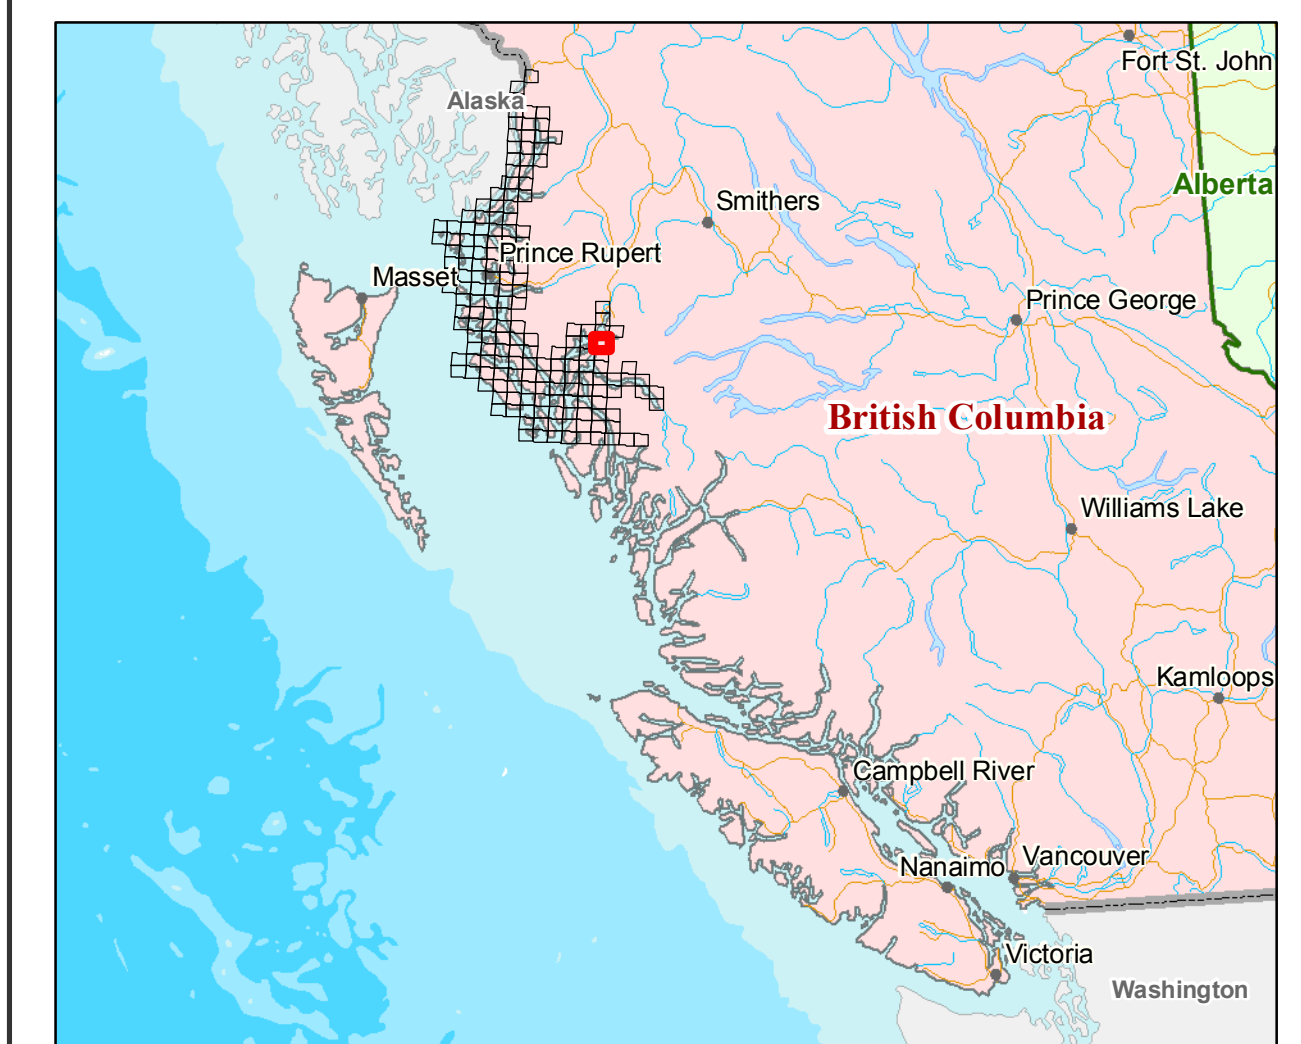 Fort St. John
Alaska
Alberta
Smithers
Prince Rupert
Masset
Prince George
British Columbia
Williams Lake
Kamloops
Campbell River
Vancouver
Nanaimo
Victoria
Washington